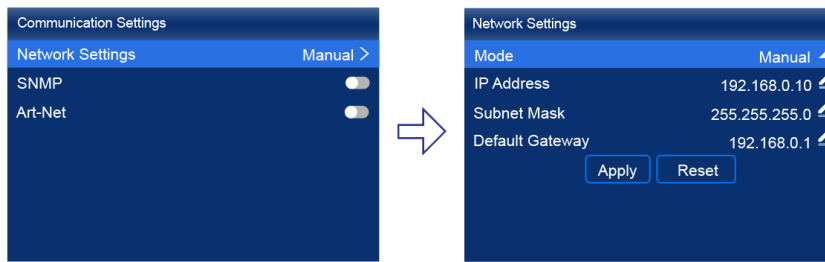 Communication Settings
Network Settings Manual >
SNMP
Art-Net
Network Settings
Mode Manual
IP Address 192.168.0.10
Subnet Mask 255.255.255.0
Default Gateway 192.168.0.1
Apply Reset